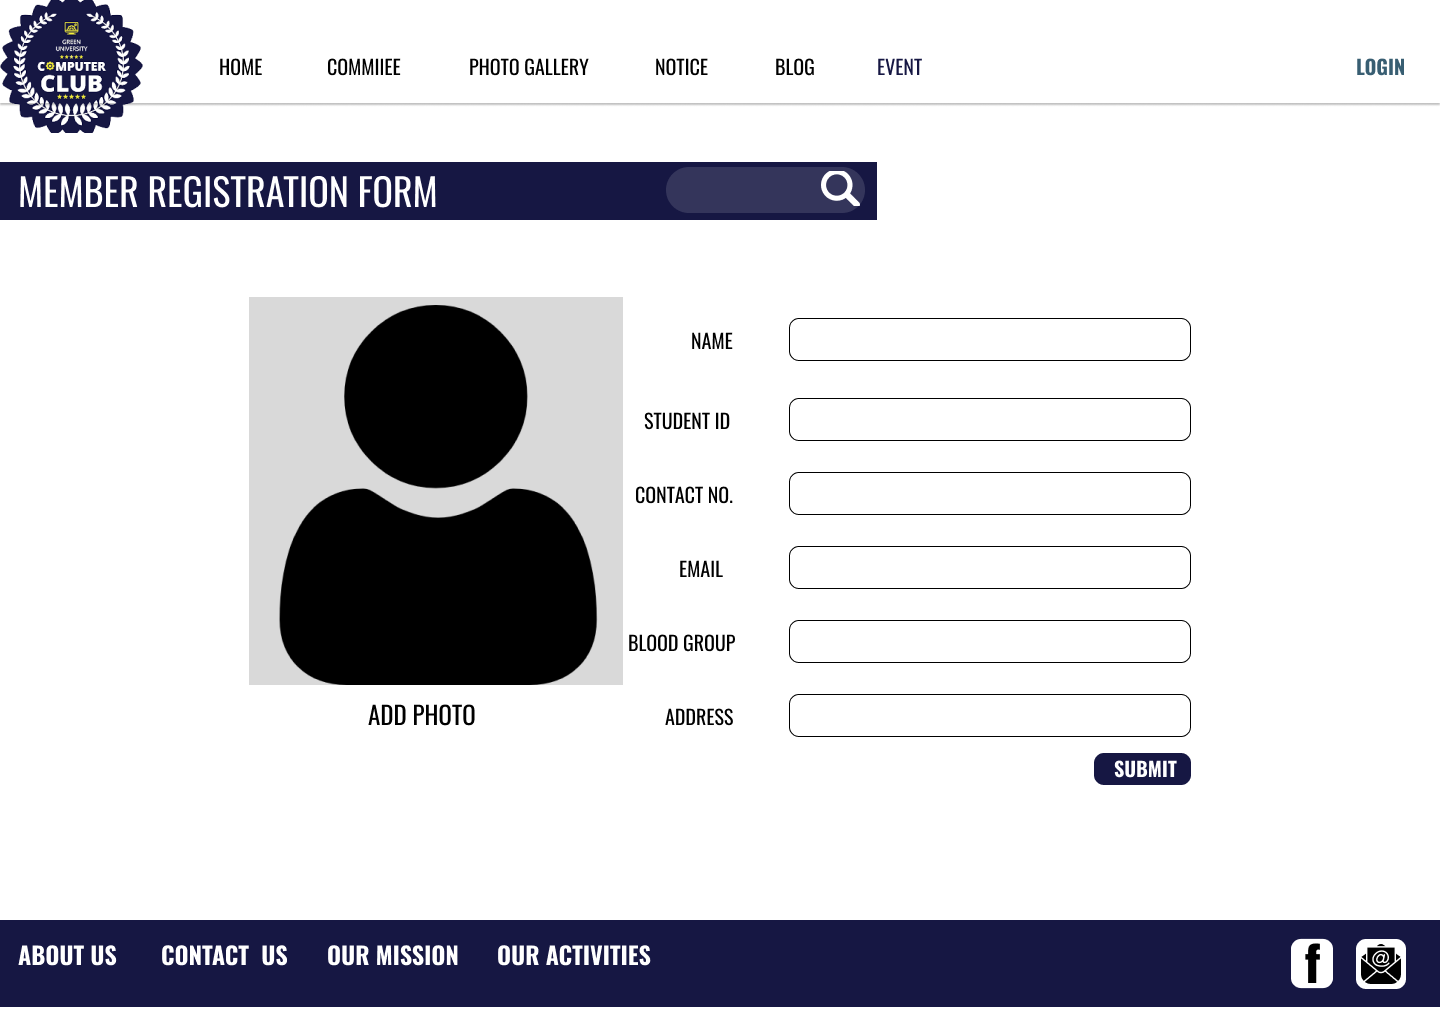 GREEN
UNIVERSITY
COMPUTER
CLUB
HOME COMMIIEE PHOTO GALLERY NOTICE BLOG EVENT LOGIN
MEMBER REGISTRATION FORM
NAME
STUDENT ID
CONTACT NO.
EMAIL
BLOOD GROUP
ADD PHOTO
ADDRESS
SUBMIT
ABOUT US CONTACT US OUR MISSION OUR ACTIVITIES
f @